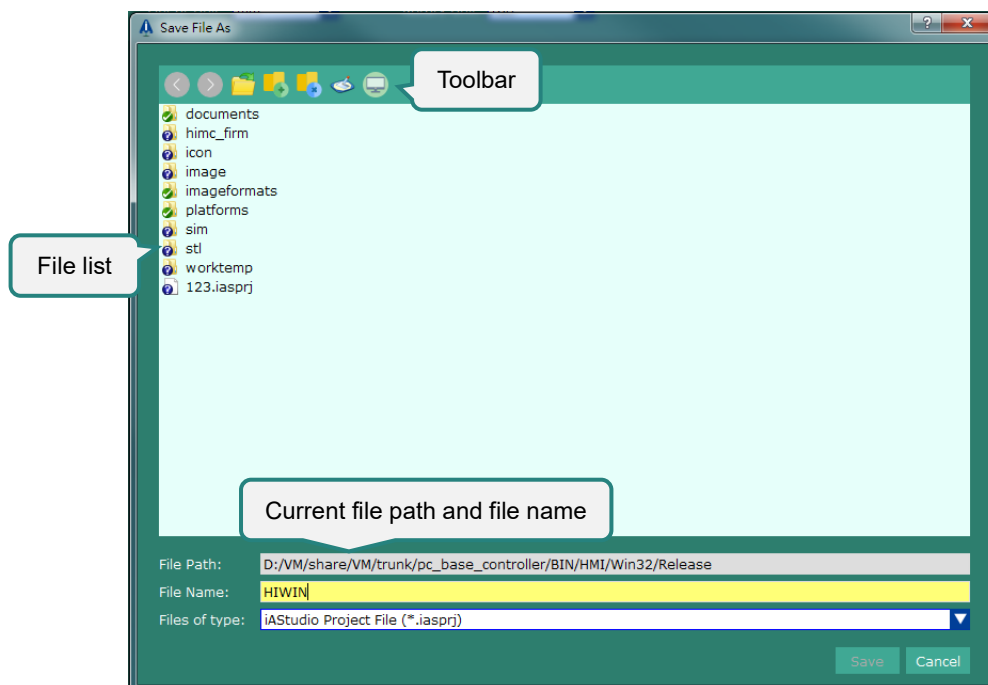 Save File As
Toolbar
documents
himc_firm
icon
image
imageformats
platforms
sim
stl
worktemp
123.iasprj
File list
Current file path and file name
File Path: D:/VM/share/VM/trunk/pc_base_controller/BIN/HMI/Win32/Release
File Name: HIWIN
Files of type: iAStudio Project File (*.iasprj)
Save Cancel